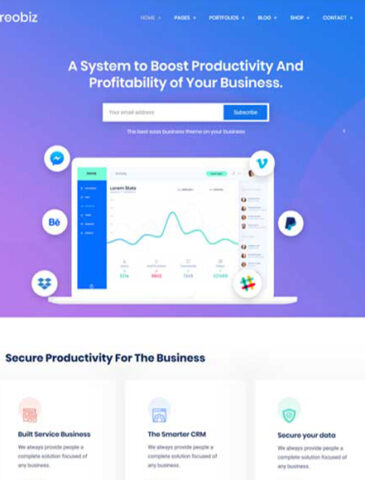 reobiz
HOME + PAGES + PORTFOLIOS + BLOG + SHOP + CONTACT +
A System to Boost Productivity And
Profitability of Your Business.
Your email address
Subscribe
The best saas business theme on your business
Lorem Stats
Bē
Secure Productivity For The Business
Built Service Business
We always provide people a
complete solution focused of
any business.
The Smarter CRM
We always provide people a
complete solution focused of
any business.
Secure your data
We always provide people a
complete solution focused of
any business.